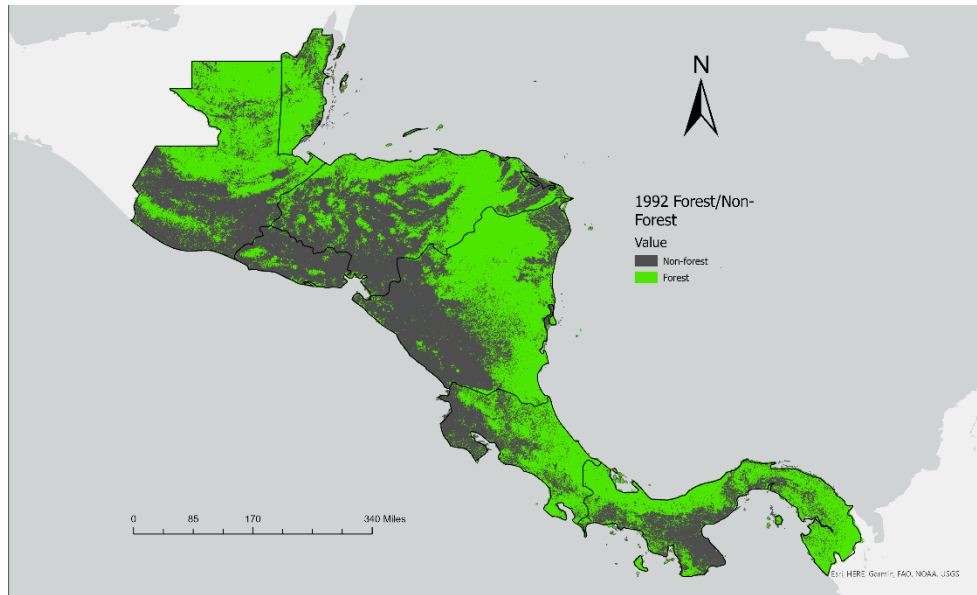 N
1992 Forest/Non-
Forest
Value
Non-forest
Forest
0 85 170 340 Miles
Esri, HERE, Garmin, FAO, NOAA, USGS